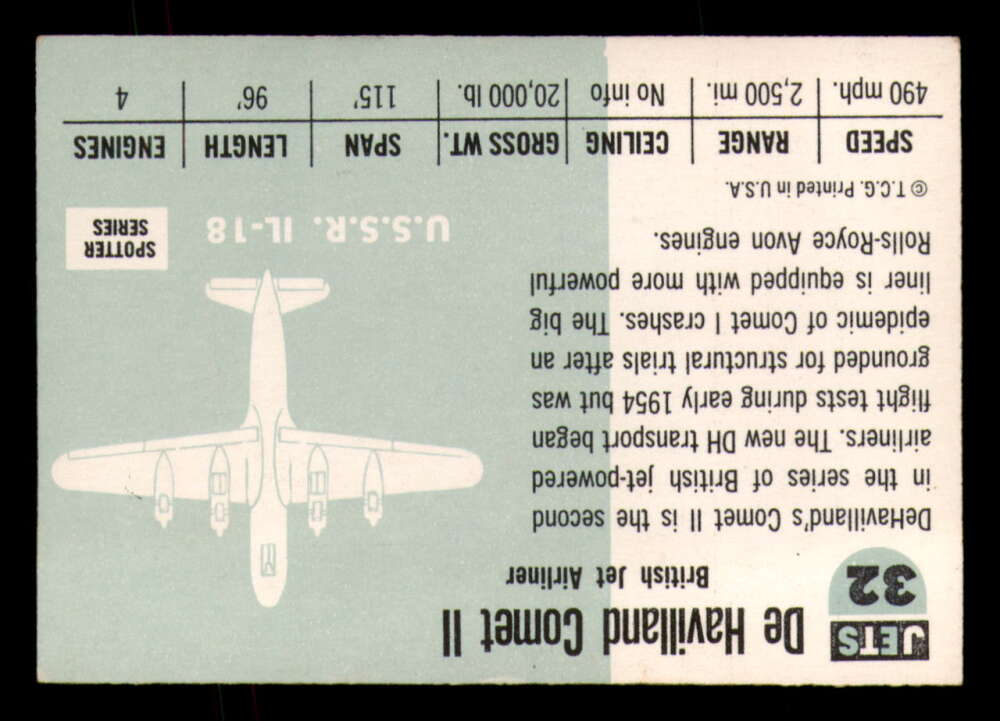 JETS
32
De Havilland Comet II
British Jet Airliner
DeHavilland's Comet II is the second
in the series of British jet-powered
airliners. The new DH transport began
flight tests during early 1954 but was
grounded for structural trials after an
epidemic of Comet I crashes. The big
liner is equipped with more powerful
Rolls-Royce Avon engines.
© T.C.G. Printed in U.S.A.
U.S.S.R. IL-18
SPOTTER
SERIES
SPEED RANGE CEILING GROSS WT. SPAN LENGTH ENGINES
490 mph. 2,500 mi. No info 20,000 lb. 115' 96' 4